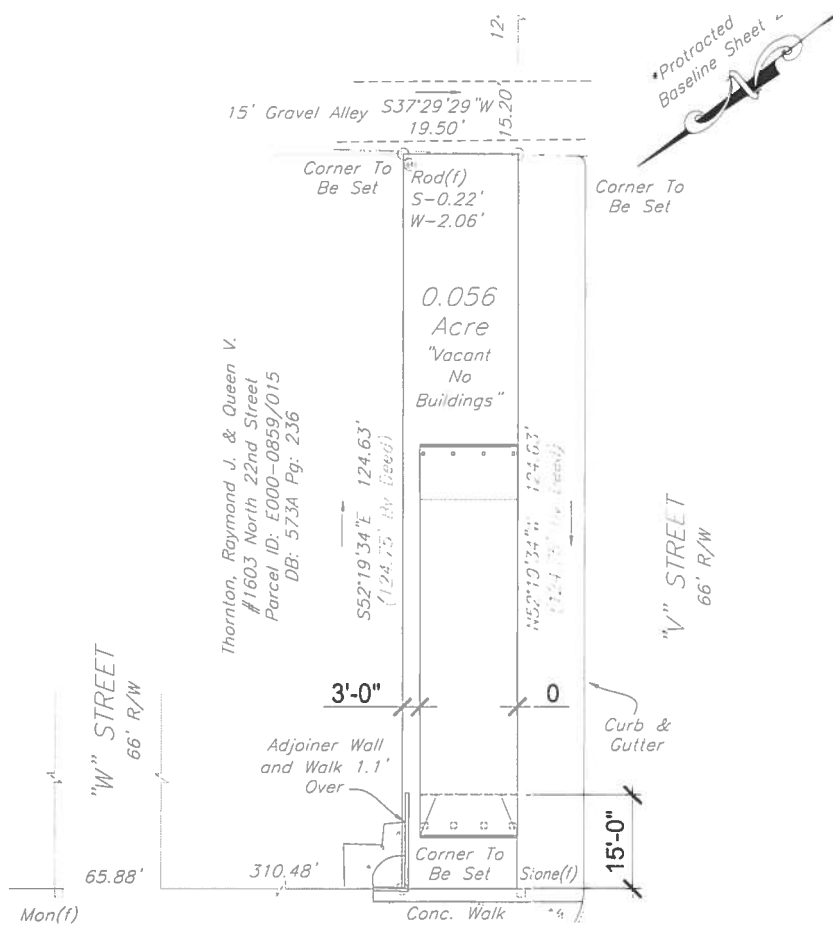 12.
*Protracted
Baseline Sheet
N
15' Gravel Alley
S37°29'29"W
19.50'
15.20'
Corner To
Be Set
Rod(f)
S-0.22'
W-2.06'
Corner To
Be Set
0.056
Acre
"Vacant
No
Buildings"
Thornton, Raymond J. & Queen V.
#1603 North 22nd Street
Parcel ID: E000-0859/015
DB: 573A Pg: 236
S52°19'34"E 124.63'
(124.75' By Deed)
N52°19'34"W 124.63'
"V" STREET
66' R/W
"W" STREET
66' R/W
3'-0"
0
Curb &
Gutter
Adjoiner Wall
and Walk 1.1'
Over
15'-0"
Corner To
Be Set
Stone(f)
65.88'
310.48'
Mon(f)
Conc. Walk